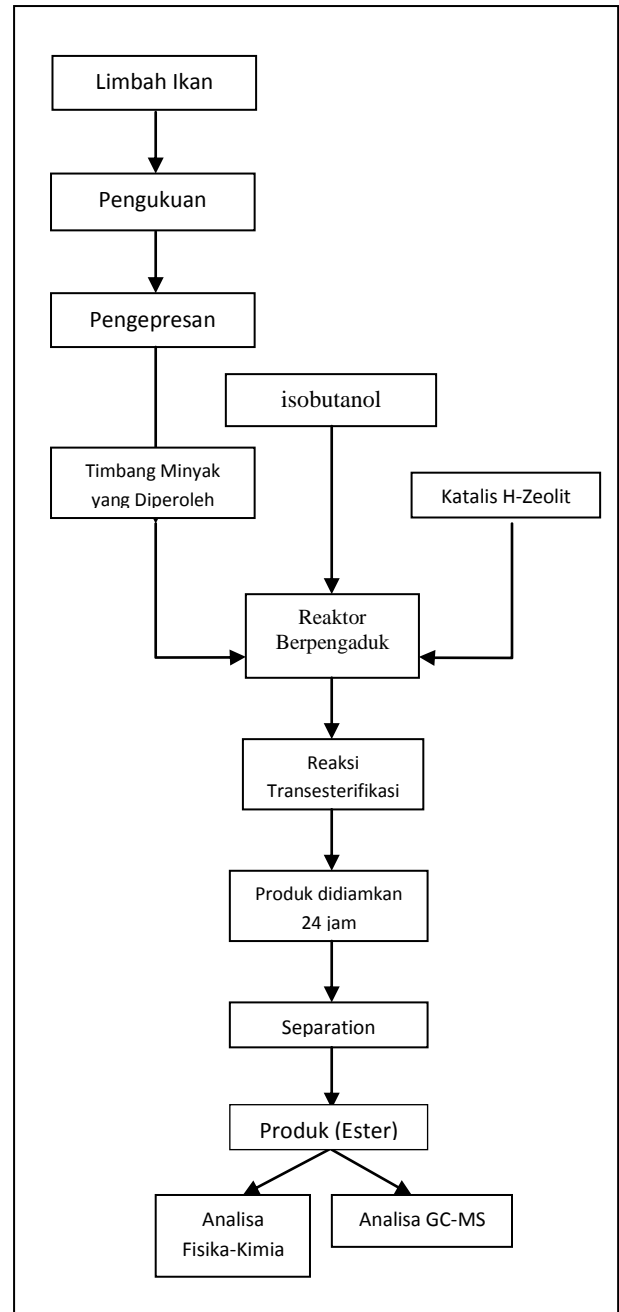 Limbah Ikan
Pengukuan
Pengepresan
isobutanol
Timbang Minyak
yang Diperoleh
Katalis H-Zeolit
Reaktor
Berpengaduk
Reaksi
Transesterifikasi
Produk didiamkan
24 jam
Separation
Produk (Ester)
Analisa
Fisika-Kimia
Analisa GC-MS